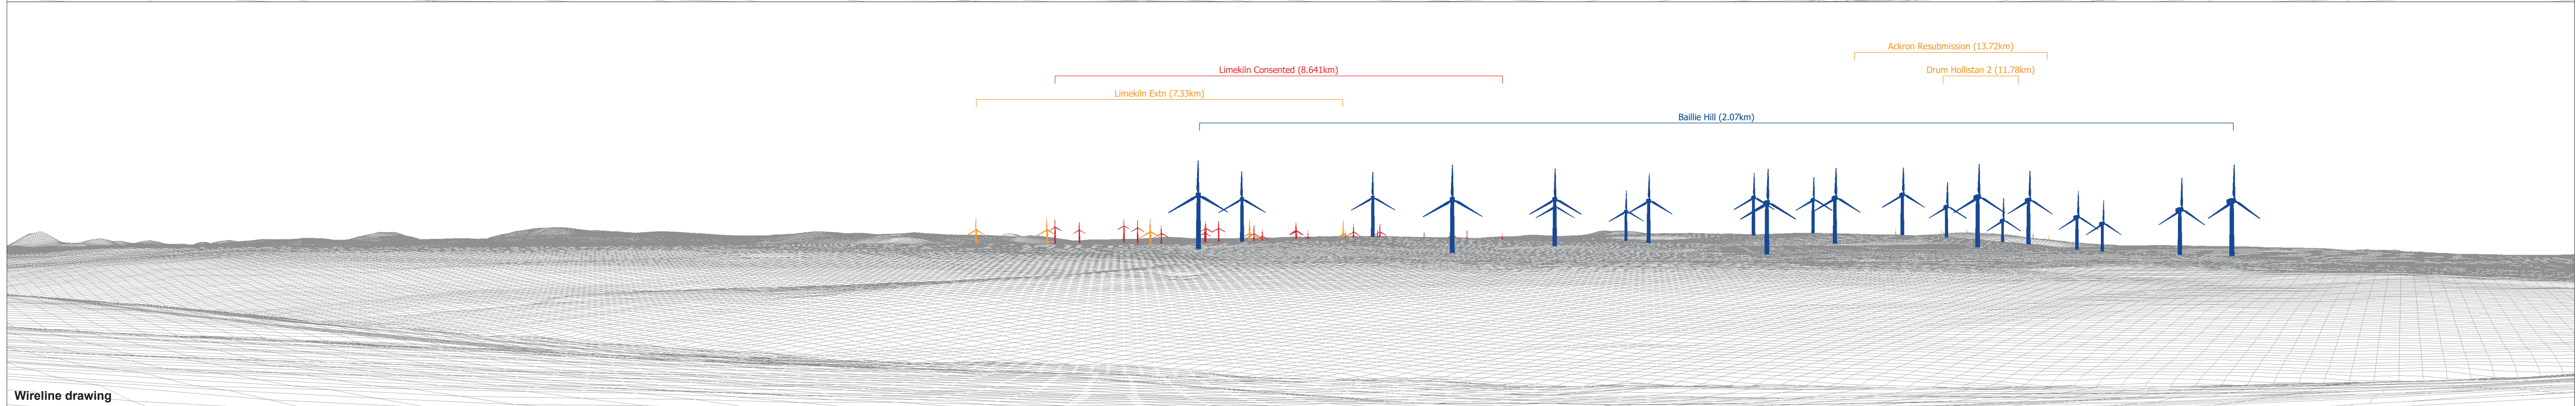 Ackron Resubmission (13.72km)
Limekiln Consented (8.641km)
Drum Hollistan 2 (11.78km)
Limekiln Extn (7.33km)
Baillie Hill (2.07km)
Wireline drawing